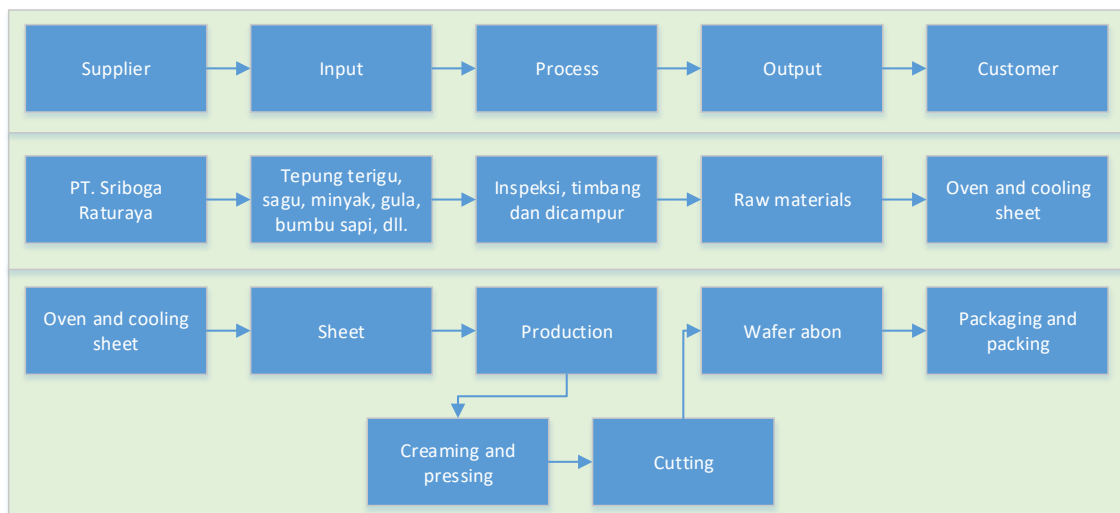 Supplier
Input
Process
Output
Customer
PT. Sriboga
Raturaya
Tepung terigu,
sagu, minyak, gula,
bumbu sapi, dll.
Inspeksi, timbang
dan dicampur
Raw materials
Oven and cooling
sheet
Oven and cooling
sheet
Sheet
Production
Wafer abon
Packaging and
packing
Creaming and
pressing
Cutting